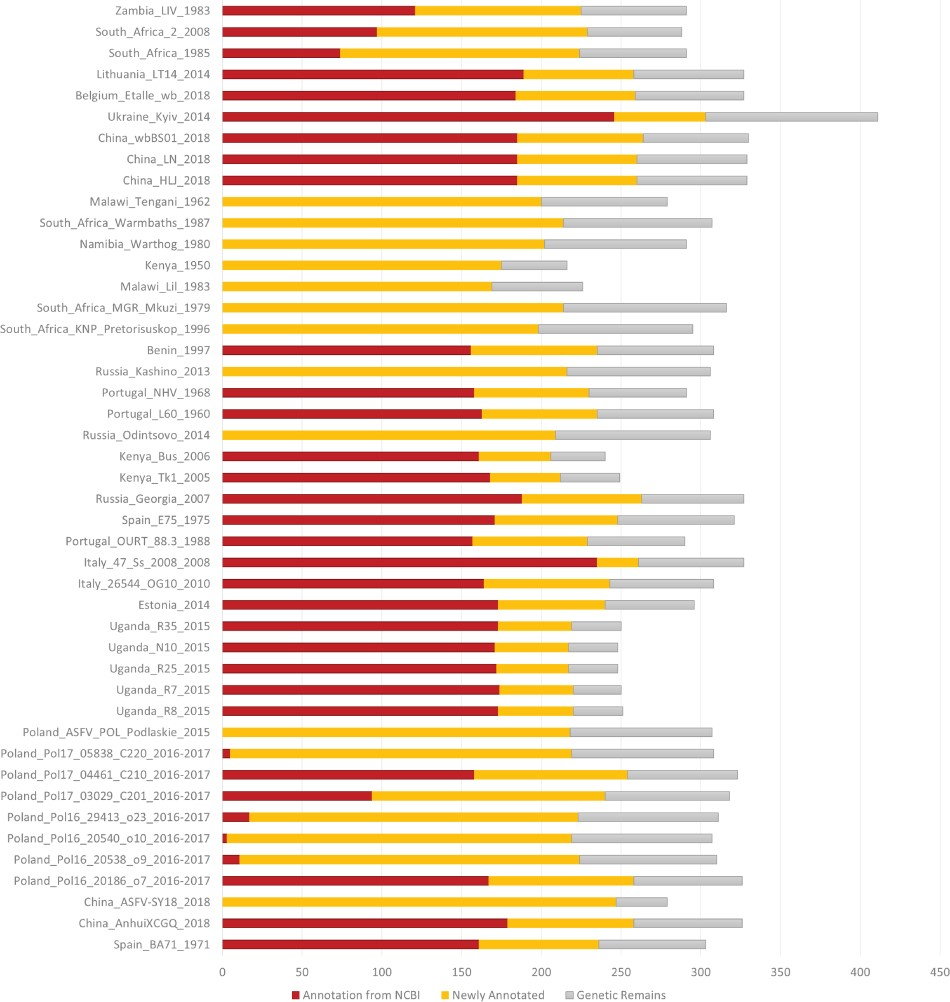 Zambia_LIV_1983
South_Africa_2_2008
South_Africa_1985
Lithuania_LT14_2014
Belgium_Etalle_wb_2018
Ukraine_Kyiv_2014
China_wbBS01_2018
China_LN_2018
China_HLJ_2018
Malawi_Tengani_1962
South_Africa_Warmbaths_1987
Namibia_Warthog_1980
Kenya_1950
Malawi_Lil_1983
South_Africa_MGR_Mkuzi_1979
South_Africa_KNP_Pretorisuskop_1996
Benin_1997
Russia_Kashino_2013
Portugal_NHV_1968
Portugal_L60_1960
Russia_Odintsovo_2014
Kenya_Bus_2006
Kenya_Tk1_2005
Russia_Georgia_2007
Spain_E75_1975
Portugal_OURT_88.3_1988
Italy_47_Ss_2008_2008
Italy_26544_OG10_2010
Estonia_2014
Uganda_R35_2015
Uganda_N10_2015
Uganda_R25_2015
Uganda_R7_2015
Uganda_R8_2015
Poland_ASFV_POL_Podlaskie_2015
Poland_Pol17_05838_C220_2016-2017
Poland_Pol17_04461_C210_2016-2017
Poland_Pol17_03029_C201_2016-2017
Poland_Pol16_29413_o23_2016-2017
Poland_Pol16_20540_o10_2016-2017
Poland_Pol16_20538_o9_2016-2017
Poland_Pol16_20186_o7_2016-2017
China_ASFV-SY18_2018
China_AnhuiXCGQ_2018
Spain_BA71_1971
0 50 100 150 200 250 300 350 400 450
Annotation from NCBI Newly Annotated Genetic Remains